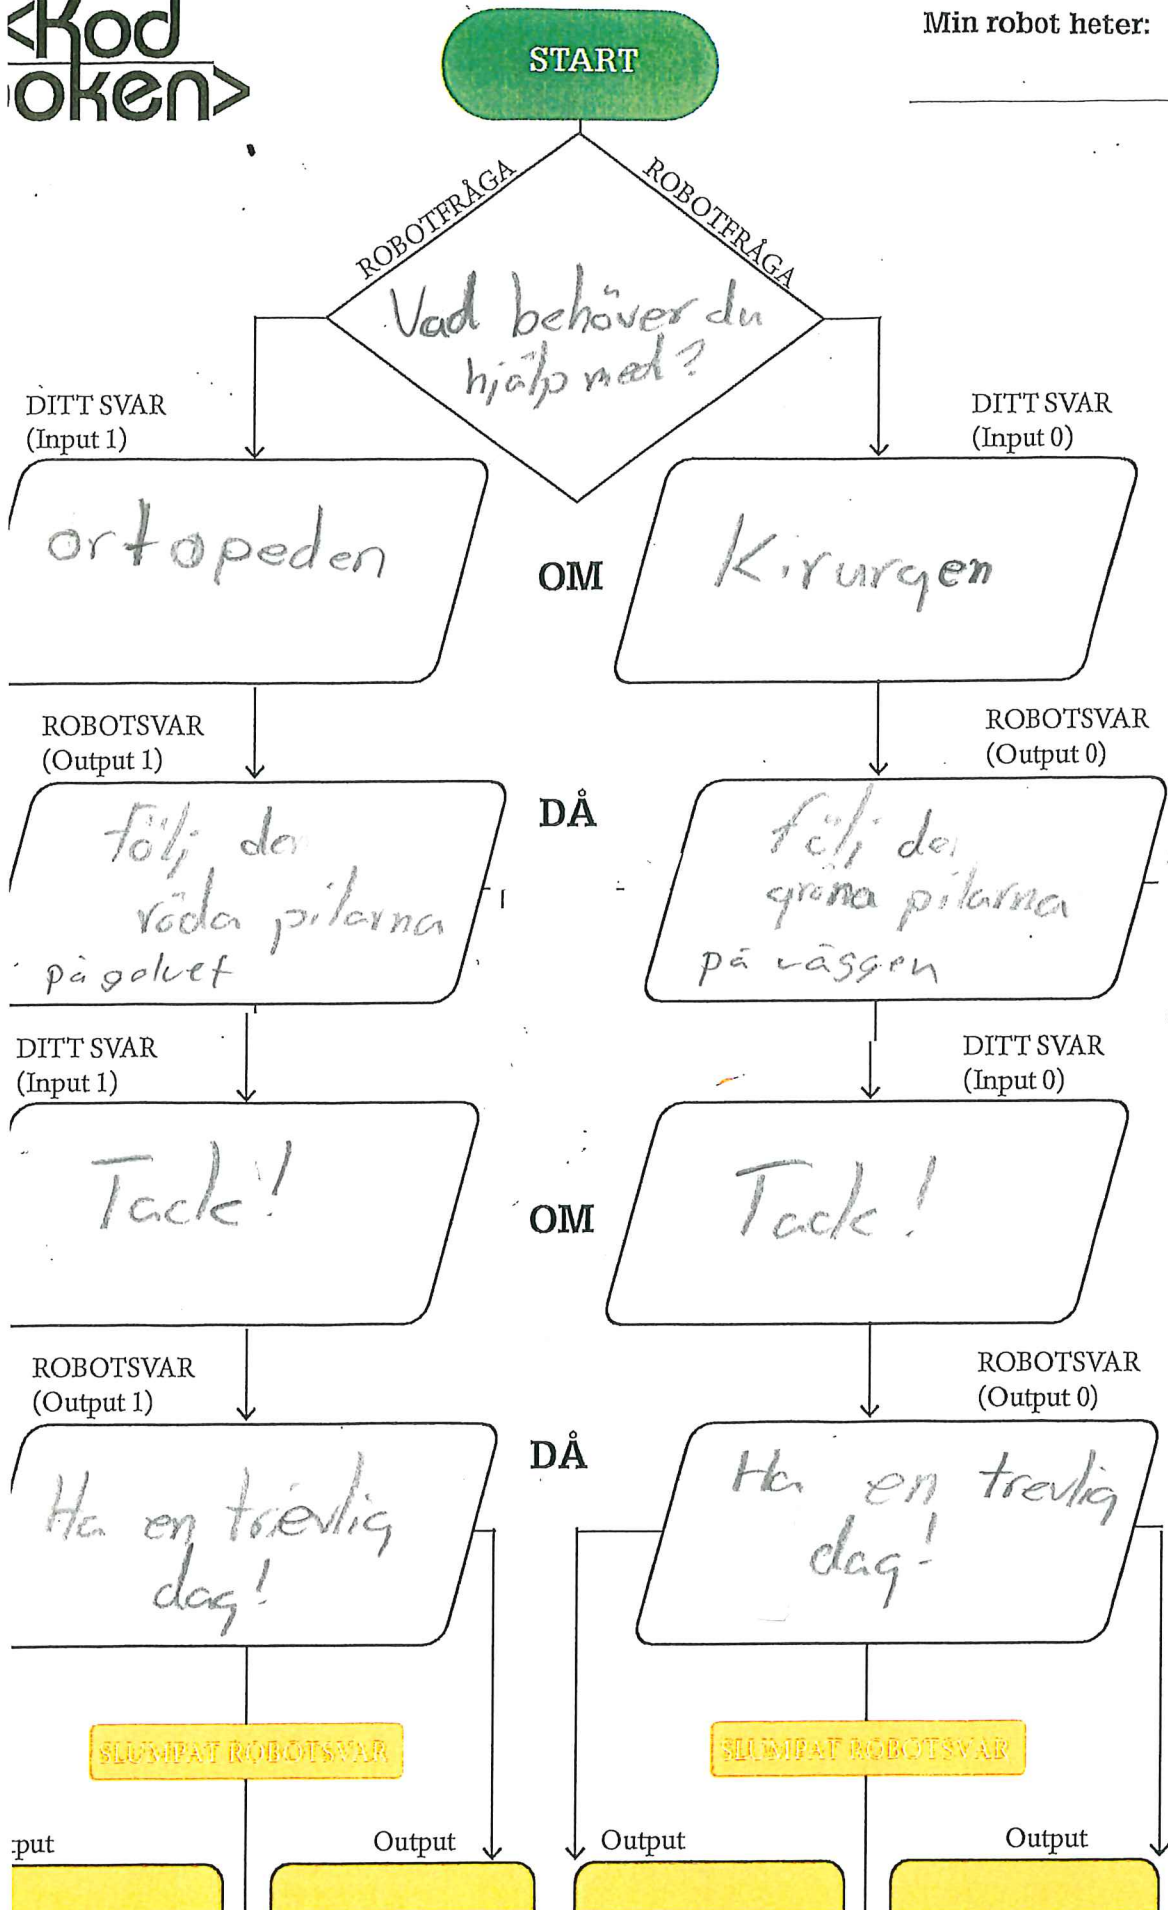 <Kod
oken>
START
Min robot heter:
ROBOTFRÅGA
ROBOTFRÅGA
Vad behöver du
hjälp med?
DITT SVAR
(Input 1)
DITT SVAR
(Input 0)
ortopeden
OM
Kirurgen
ROBOTSVAR
(Output 1)
ROBOTSVAR
(Output 0)
DÅ
följ de
röda pilarna
på golvet
följ de
gröna pilarna
på väggen
DITT SVAR
(Input 1)
DITT SVAR
(Input 0)
Tack!
OM
Tack!
ROBOTSVAR
(Output 1)
ROBOTSVAR
(Output 0)
DÅ
Ha en trevlig
dag!
Ha en trevlig
dag!
SLUMPAT ROBOTSVAR
SLUMPAT ROBOTSVAR
put
Output
Output
Output